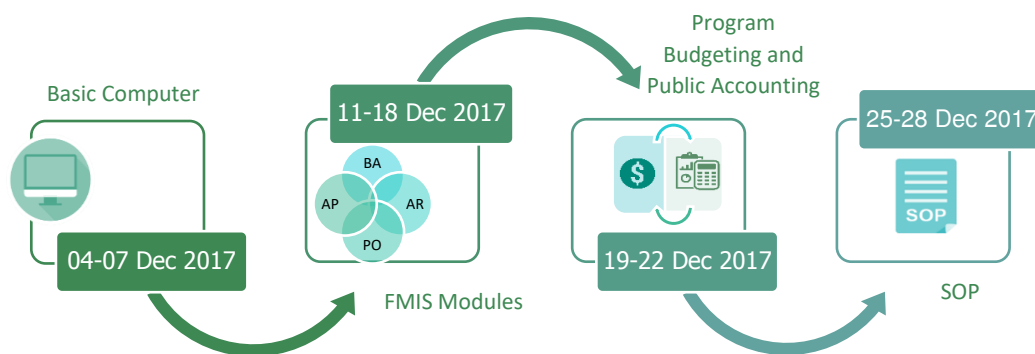 Basic Computer
04-07 Dec 2017
11-18 Dec 2017
BA
AP
AR
PO
FMIS Modules
Program
Budgeting and
Public Accounting
$
19-22 Dec 2017
25-28 Dec 2017
SOP
SOP